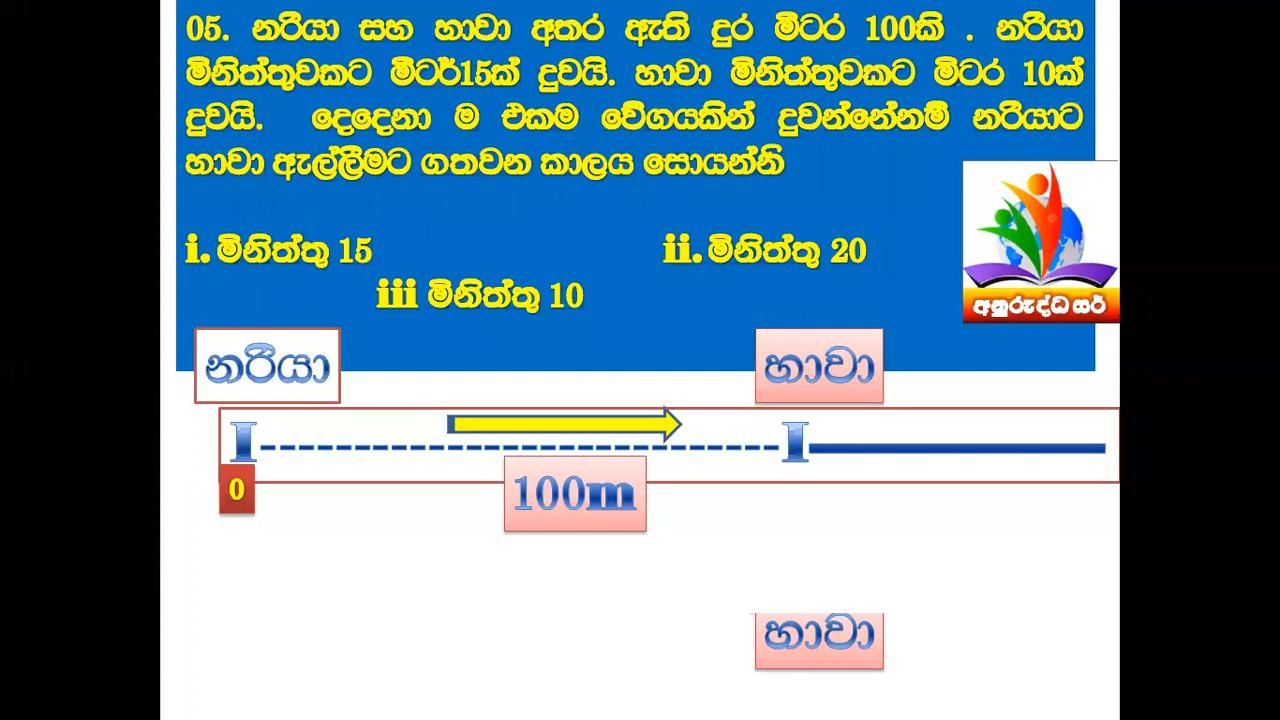 05. නරියා සහ හාවා අතර ඇති දුර මීටර 100කි . නරියා
මිනිත්තුවකට මීටර්15ක් දුවයි. හාවා මිනිත්තුවකට මිටර 10ක්
දුවයි. දෙදෙනා ම එකම වේගයකින් දුවන්නේනම් නරියාට
හාවා ඇල්ලීමට ගතවන කාලය සොයන්න
i. මිනිත්තු 15 ii. මිනිත්තු 20
iii මිනිත්තු 10
අනුරුද්ධ සර්
නරියා හාවා
I I
0 100m
හාවා